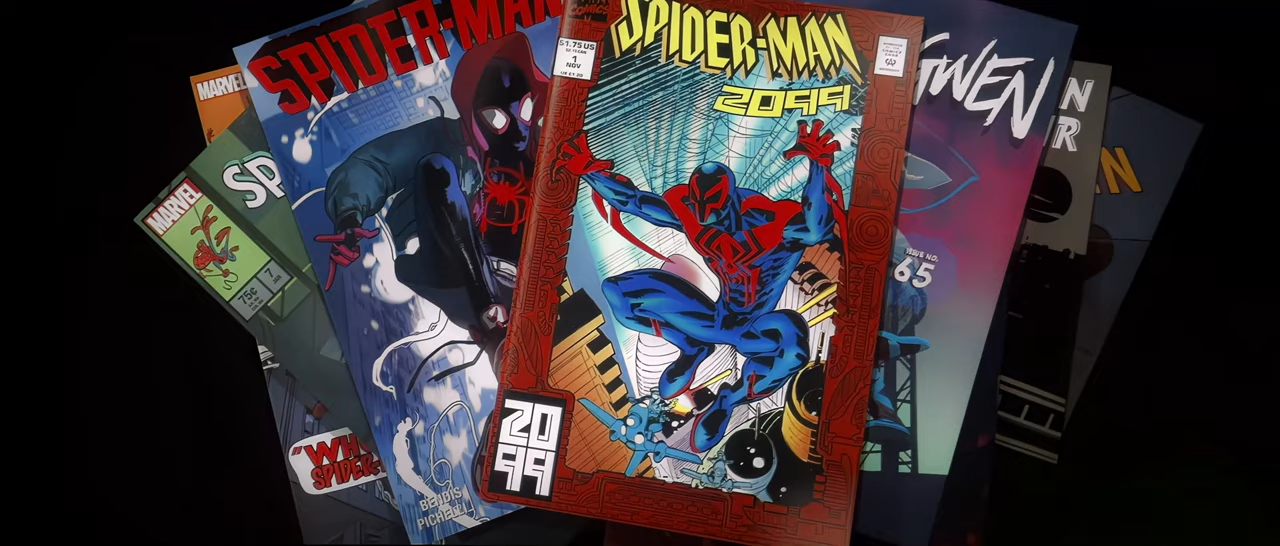 MARVEL
SP
MARVEL
75¢
7
"WH
SPIDER
SPIDER-MAN
BENDIS
PICHELLI
COMICS
$1.75 US
1
NOV
SPIDER-MAN
2099
20
99
GWEN
ISSUE NO.
65
N
R
N